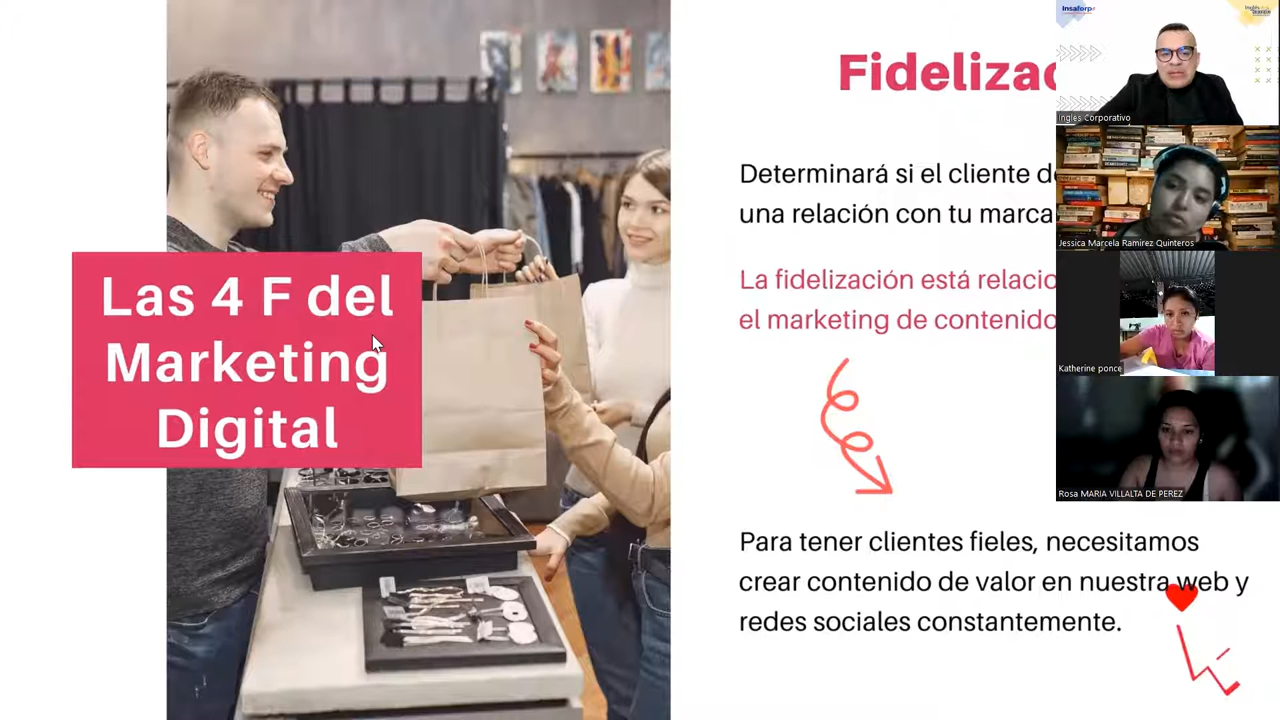 Las 4 F del
Marketing
Digital
Fidelizac
Determinará si el cliente de
una relación con tu marca
La fidelización está relacio
el marketing de contenido
Para tener clientes fieles, necesitamos
crear contenido de valor en nuestra web y
redes sociales constantemente.
insaforp
Ingles Corporativo
Jessica Marcela Ramirez Quinteros
Katherine ponce
Rosa MARIA VILLALTA DE PEREZ